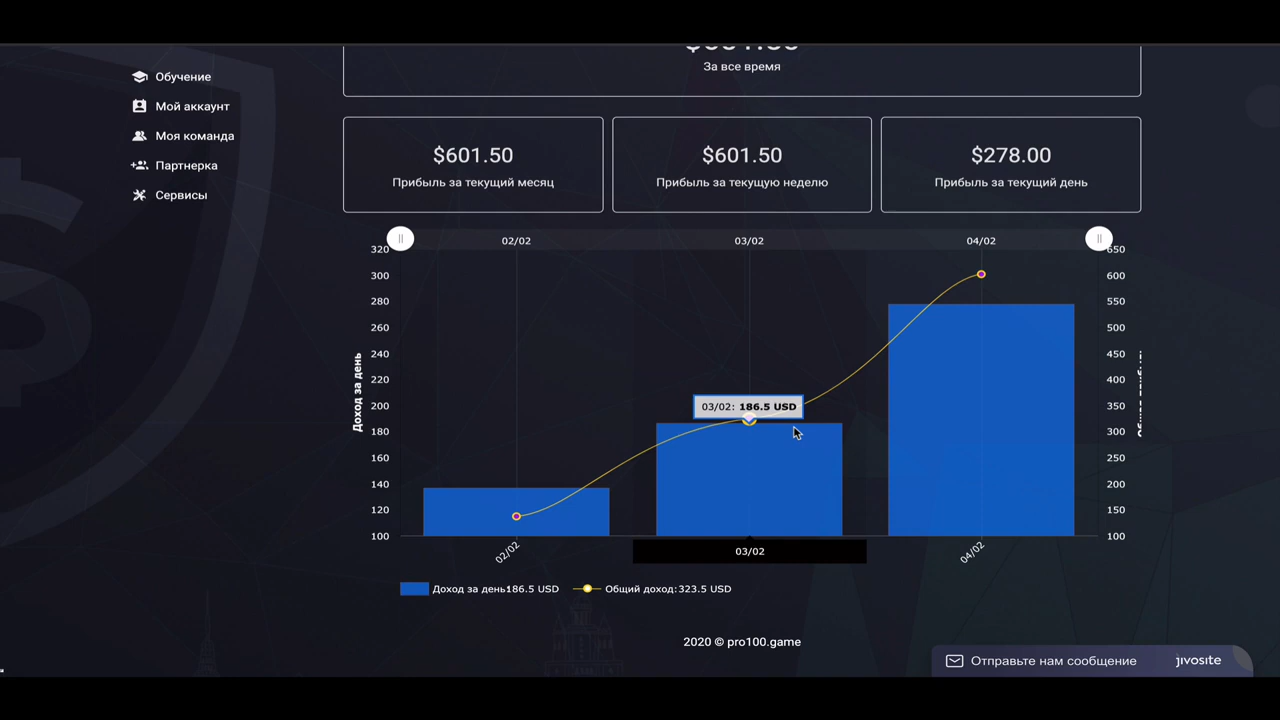 Обучение
Мой аккаунт
Моя команда
Партнерка
Сервисы
За все время
$601.50
Прибыль за текущий месяц
$601.50
Прибыль за текущую неделю
$278.00
Прибыль за текущий день
02/02
03/02
04/02
320
300
280
260
240
220
200
180
160
140
120
100
Доход за день
650
600
550
500
450
400
350
300
250
200
150
100
03/02: 186.5 USD
02/02
03/02
04/02
Доход за день186.5 USD
Общий доход:323.5 USD
2020 © pro100.game
Отправьте нам сообщение
jivosite